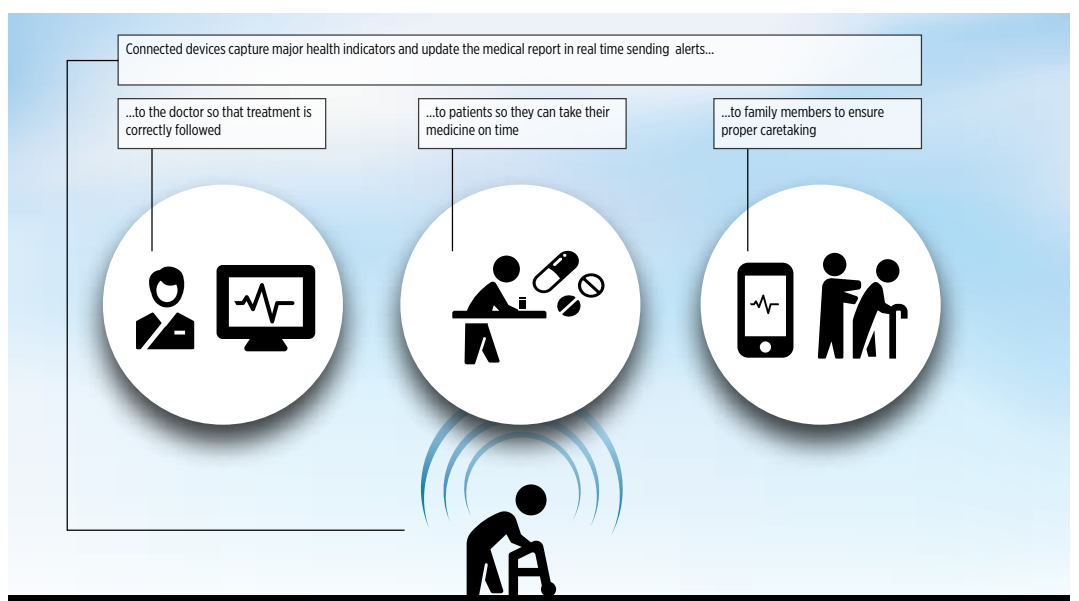 Connected devices capture major health indicators and update the medical report in real time sending alerts...
...to the doctor so that treatment is
correctly followed
...to patients so they can take their
medicine on time
...to family members to ensure
proper caretaking